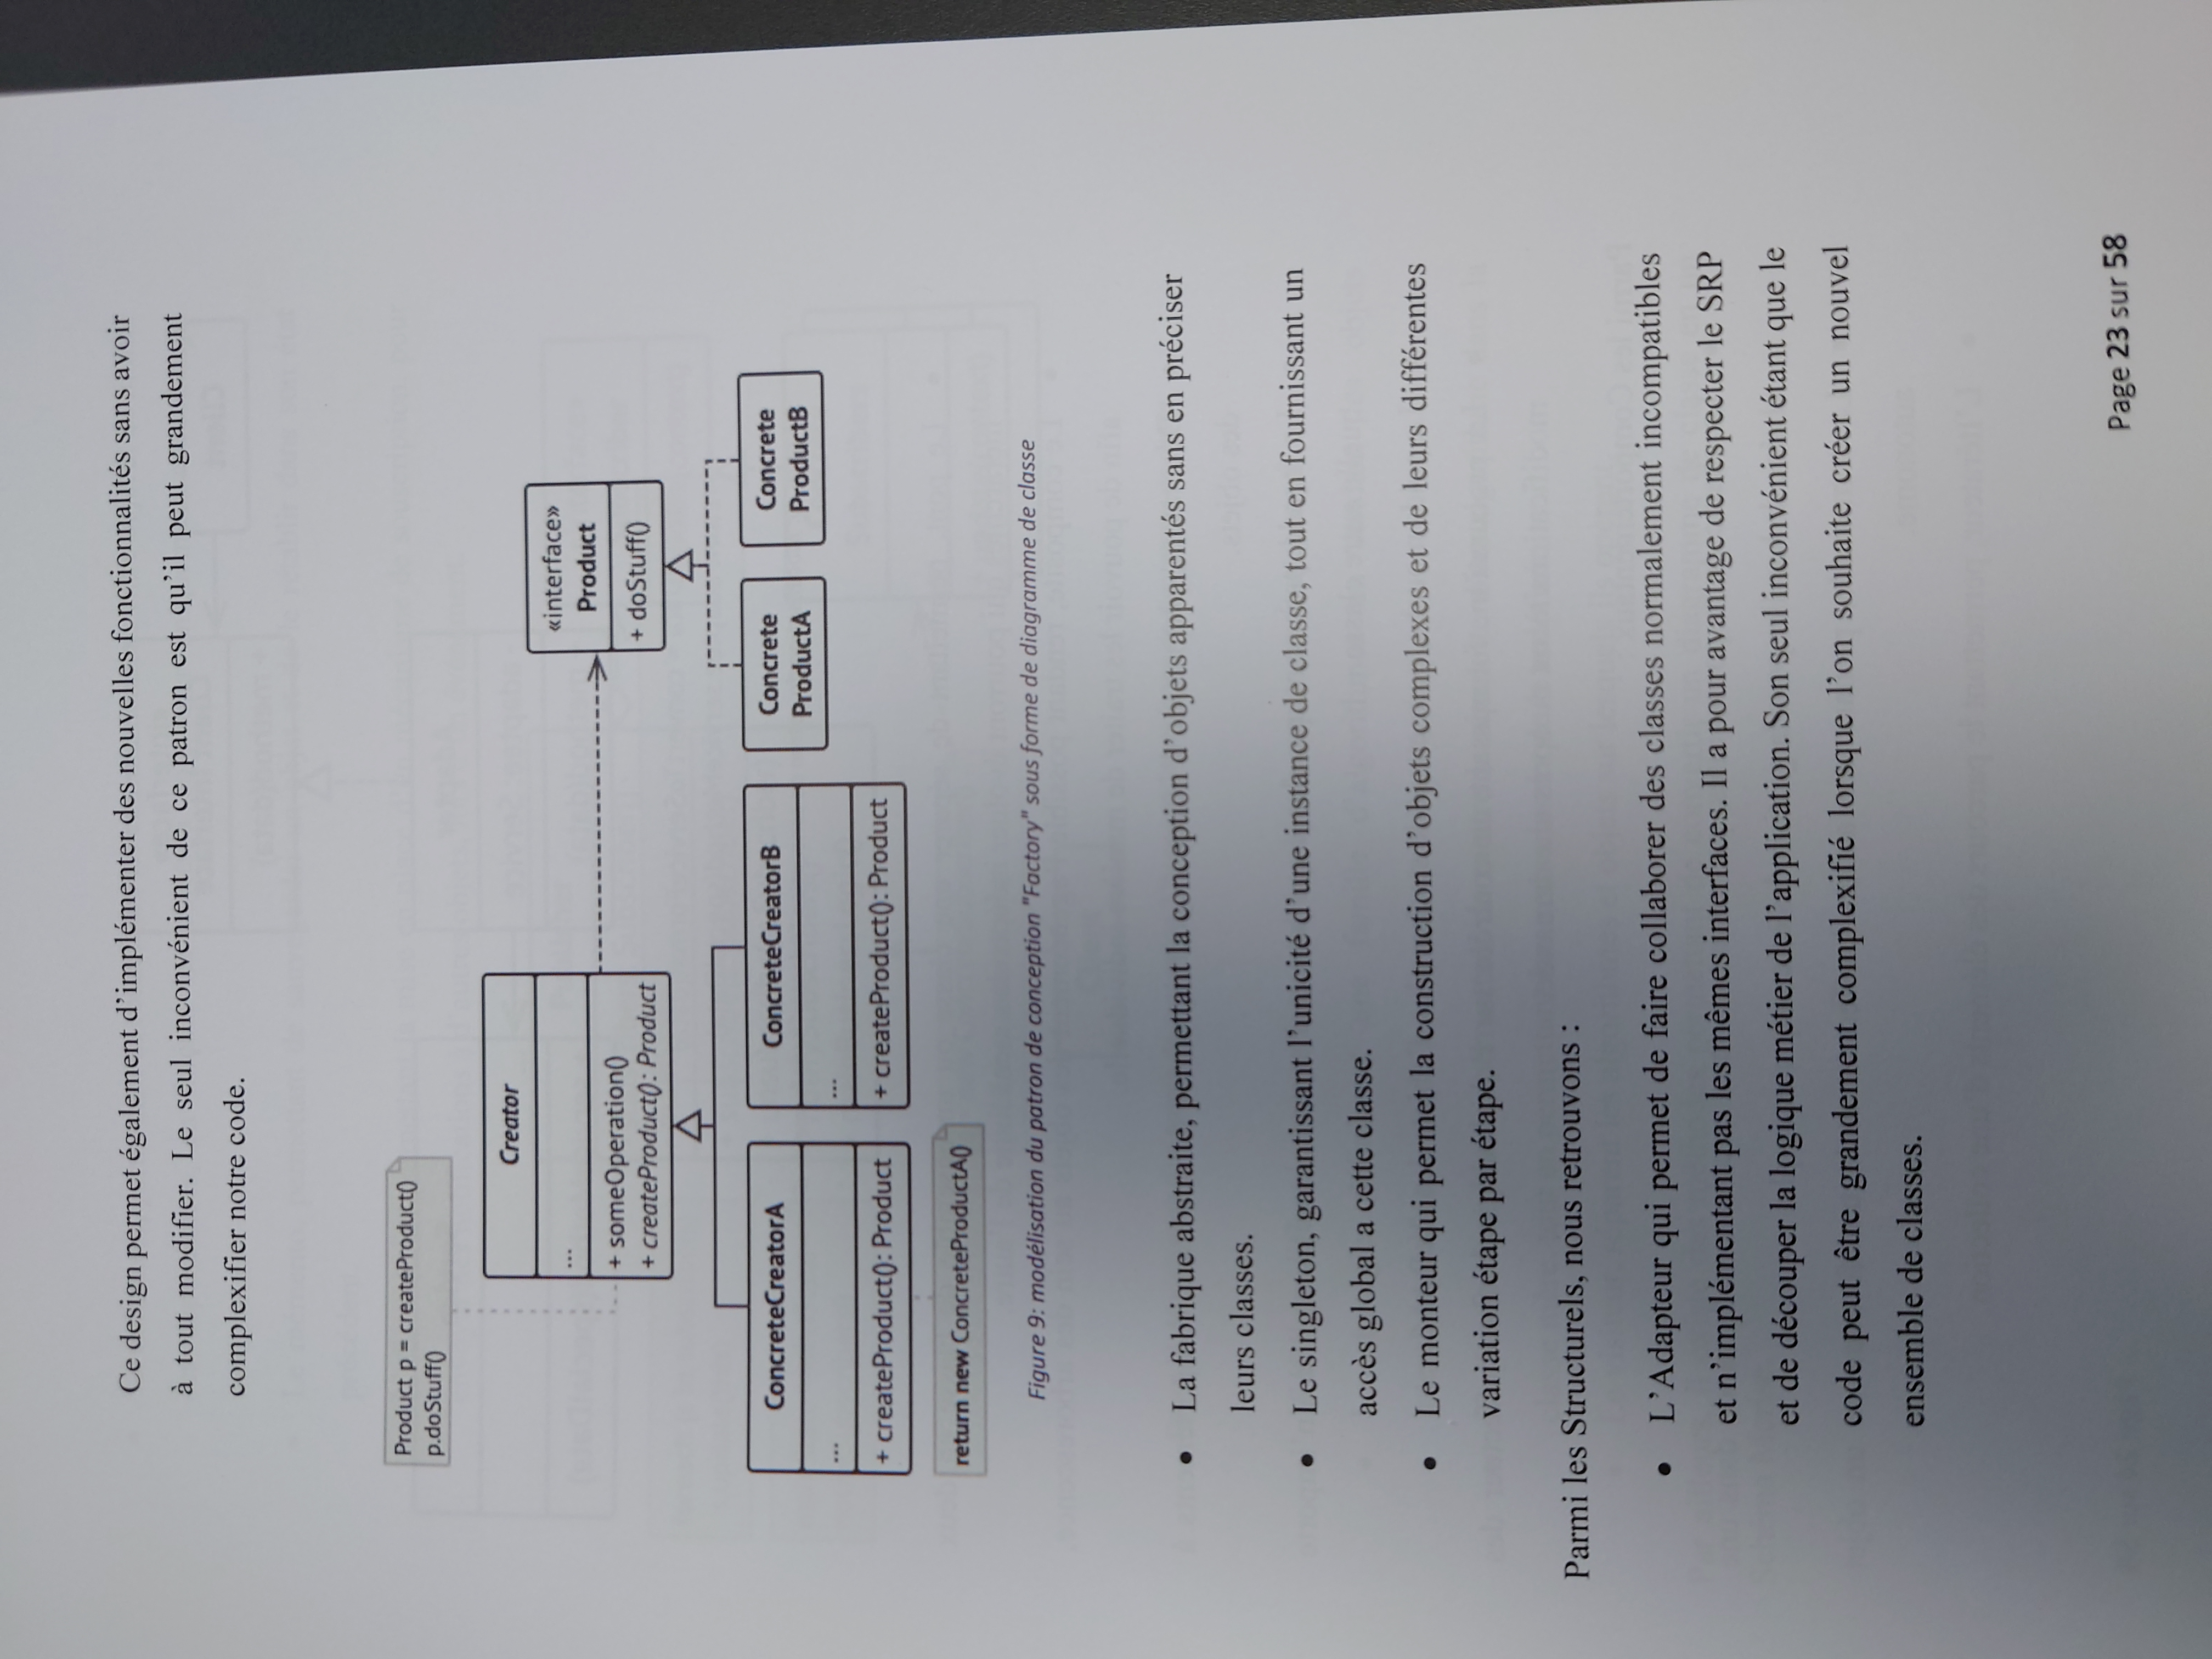 Ce design permet également d'implémenter des nouvelles fonctionnalités sans avoir
à tout modifier. Le seul inconvénient de ce patron est qu'il peut grandement
complexifier notre code.
Product p = createProduct()
p.doStuff()
Creator
...
+ someOperation()
+ createProduct(): Product
«interface»
Product
+ doStuff()
ConcreteCreatorA
...
+ createProduct(): Product
ConcreteCreatorB
...
+ createProduct(): Product
Concrete
ProductA
Concrete
ProductB
return new ConcreteProductA()
Figure 9: modélisation du patron de conception "Factory" sous forme de diagramme de classe
• La fabrique abstraite, permettant la conception d'objets apparentés sans en préciser
leurs classes.
• Le singleton, garantissant l'unicité d'une instance de classe, tout en fournissant un
accès global a cette classe.
• Le monteur qui permet la construction d'objets complexes et de leurs différentes
variation étape par étape.
Parmi les Structurels, nous retrouvons :
• L'Adapteur qui permet de faire collaborer des classes normalement incompatibles
et n'implémentant pas les mêmes interfaces. Il a pour avantage de respecter le SRP
et de découper la logique métier de l'application. Son seul inconvénient étant que le
code peut être grandement complexifié lorsque l'on souhaite créer un nouvel
ensemble de classes.
Page 23 sur 58